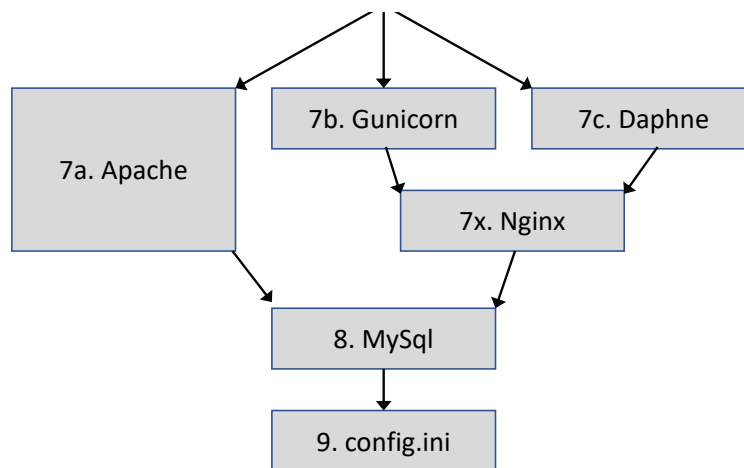 7a. Apache
7b. Gunicorn
7c. Daphne
7x. Nginx
8. MySql
9. config.ini